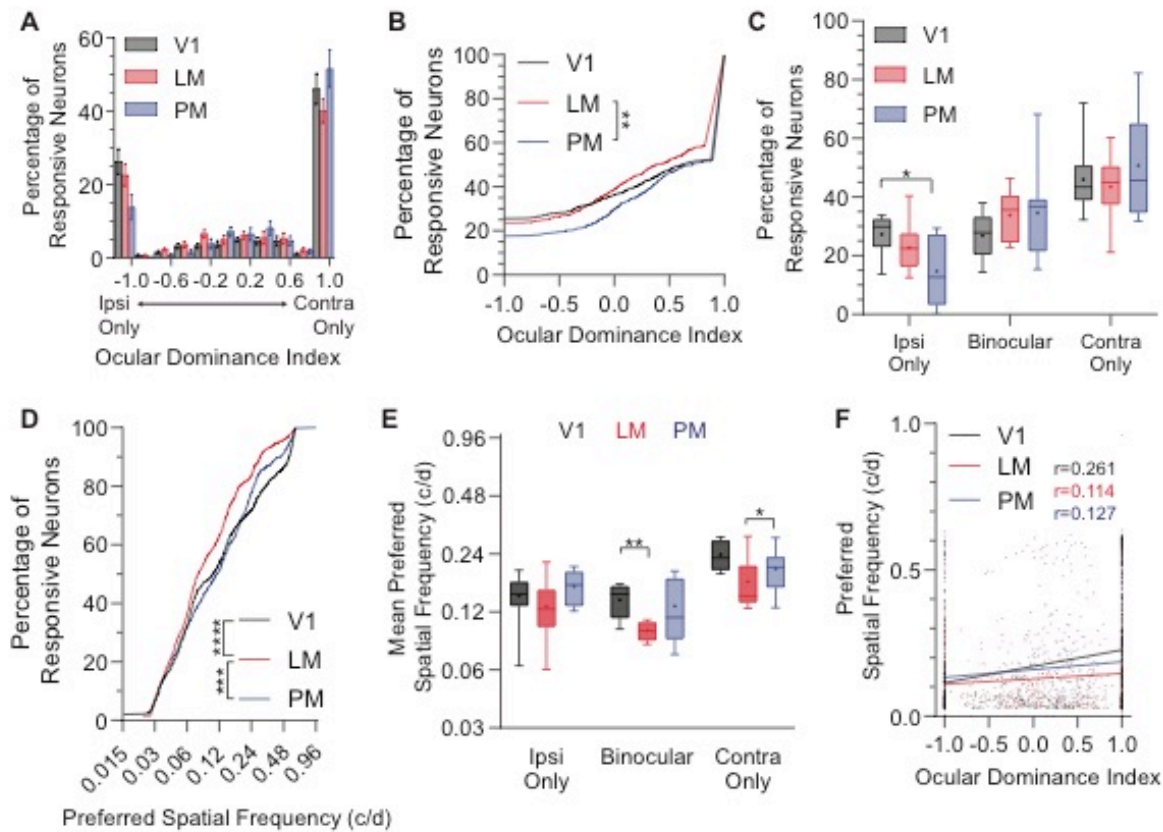 A
Percentage of
Responsive Neurons
60
40
20
0
V1
LM
PM
-1.0 -0.6 -0.2 0.2 0.6 1.0
Ipsi Contra
Only Only
Ocular Dominance Index
B
Percentage of
Responsive Neurons
100
80
60
40
20
0
V1
LM
PM
**
-1.0 -0.5 0.0 0.5 1.0
Ocular Dominance Index
C
Percentage of
Responsive Neurons
100
80
60
40
20
0
V1
LM
PM
*
Ipsi Binocular Contra
Only Only
D
Percentage of
Responsive Neurons
100
80
60
40
20
0
V1
LM
PM
****
***
0.015 0.03 0.06 0.12 0.24 0.48 0.96
Preferred Spatial Frequency (c/d)
E
Mean Preferred
Spatial Frequency (c/d)
V1 LM PM
0.96
0.48
0.24
0.12
0.06
0.03
**
*
Ipsi Binocular Contra
Only Only
F
Preferred
Spatial Frequency (c/d)
1.0
0.5
0.0
V1
LM
PM
r=0.261
r=0.114
r=0.127
-1.0 -0.5 0.0 0.5 1.0
Ocular Dominance Index